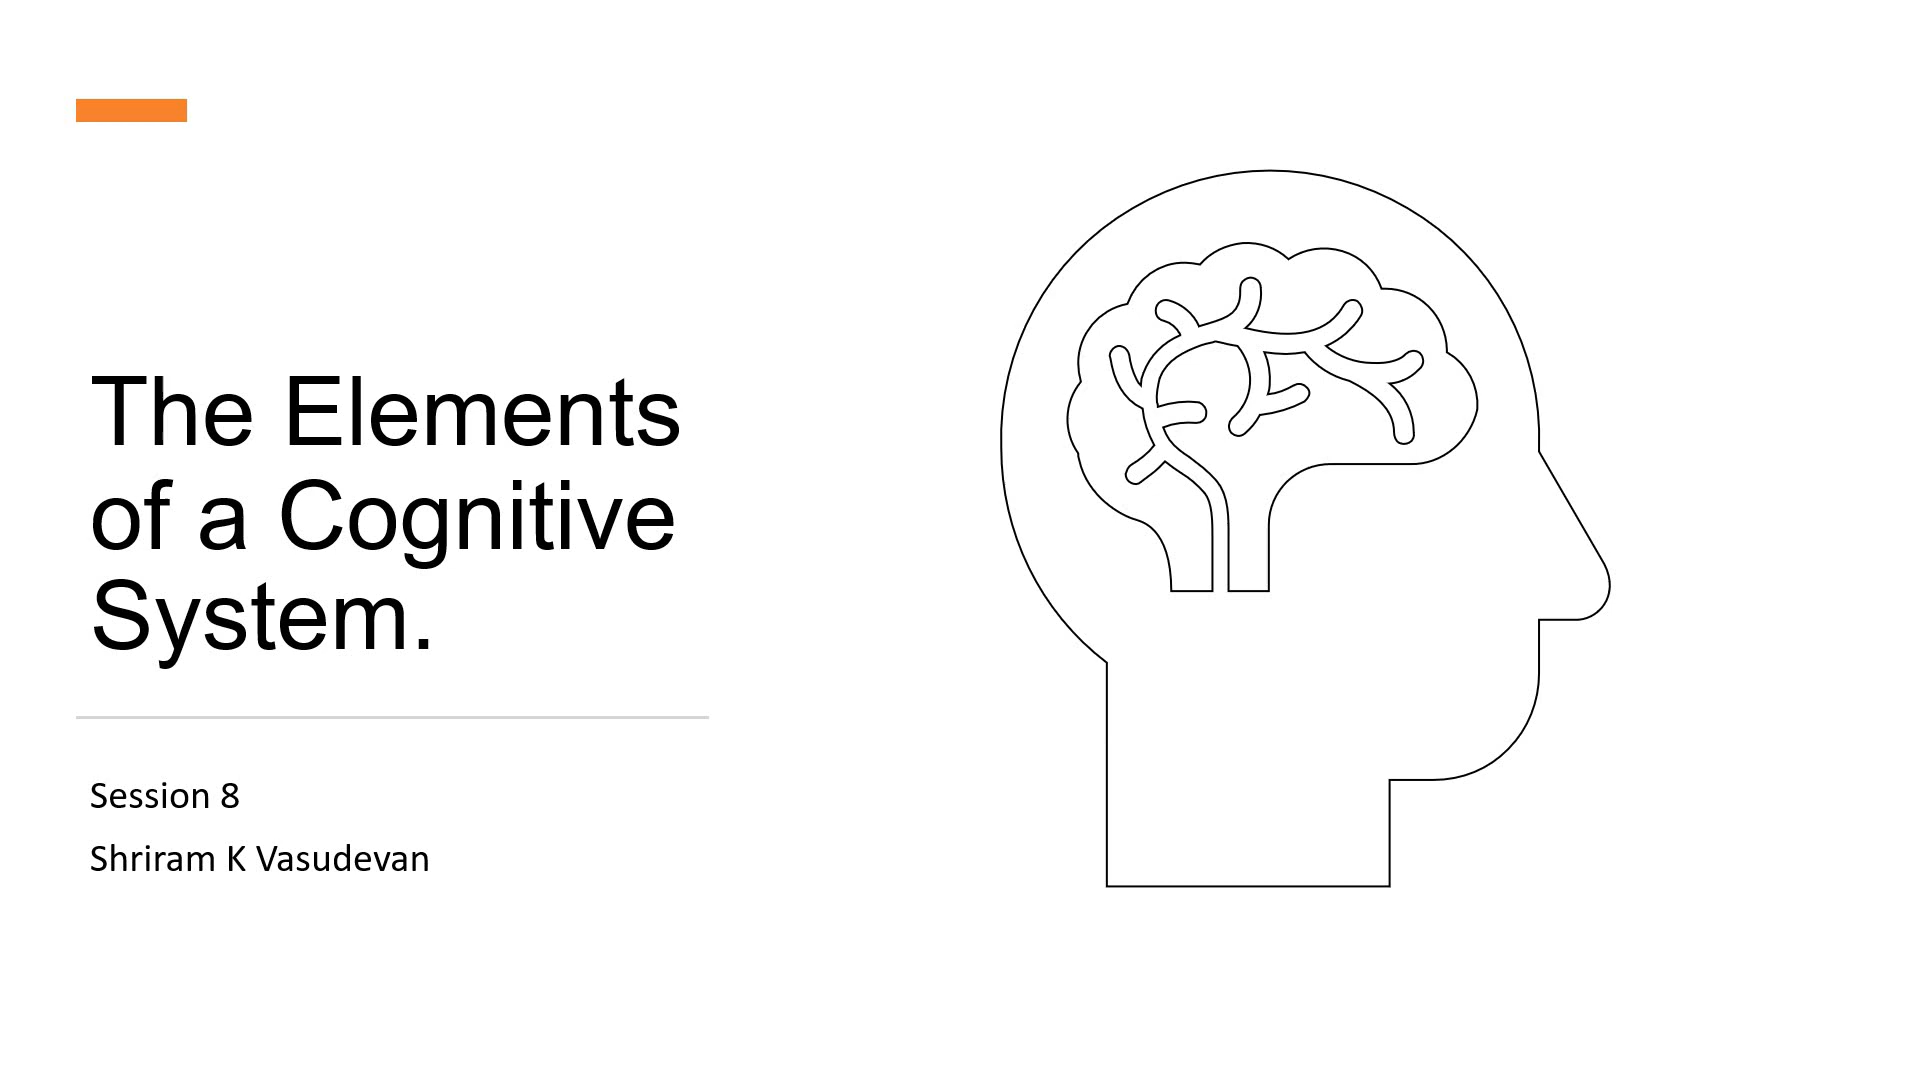 The Elements
of a Cognitive
System.
Session 8
Shriram K Vasudevan